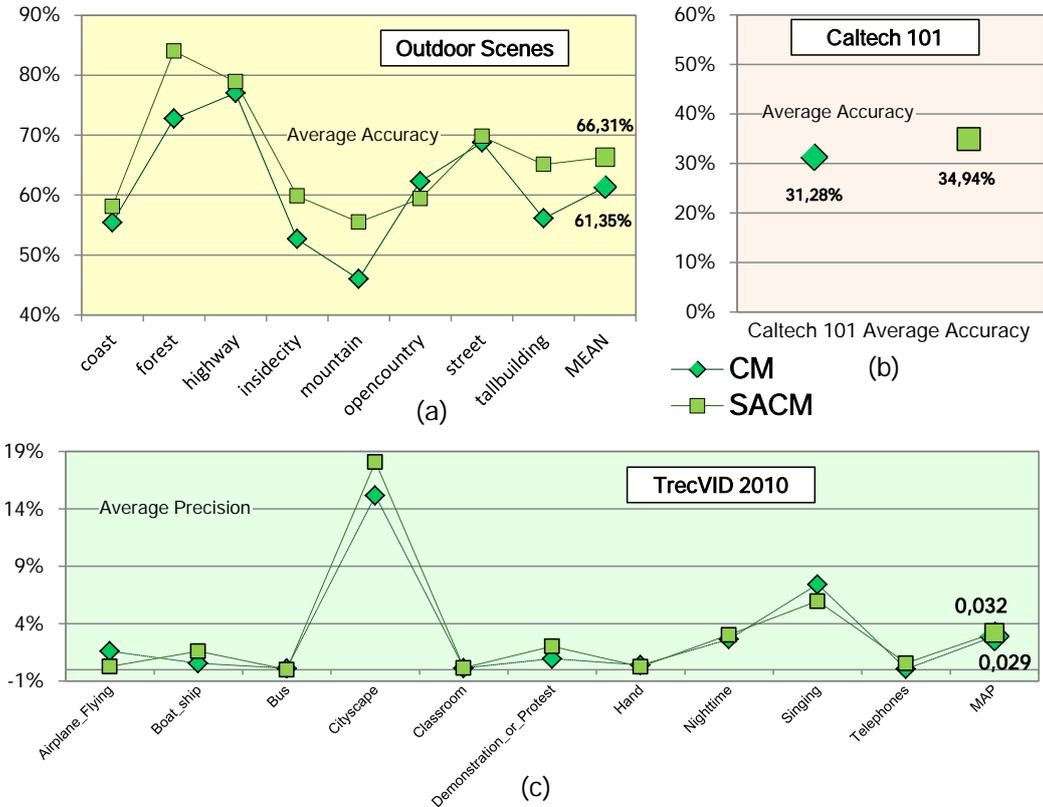 90%
80%
70%
60%
50%
40%
Outdoor Scenes
Average Accuracy
66,31%
61,35%
coast
forest
highway
insidecity
mountain
opencountry
street
tallbuilding
MEAN
(a)
60%
50%
40%
30%
20%
10%
0%
Caltech 101
Average Accuracy
31,28%
34,94%
Caltech 101 Average Accuracy
(b)
CM
SACM
19%
14%
9%
4%
-1%
TrecVID 2010
Average Precision
0,032
0,029
Airplane_Flying
Boat_ship
Bus
Cityscape
Classroom
Demonstration_or_Protest
Hand
Nighttime
Singing
Telephones
MAP
(c)